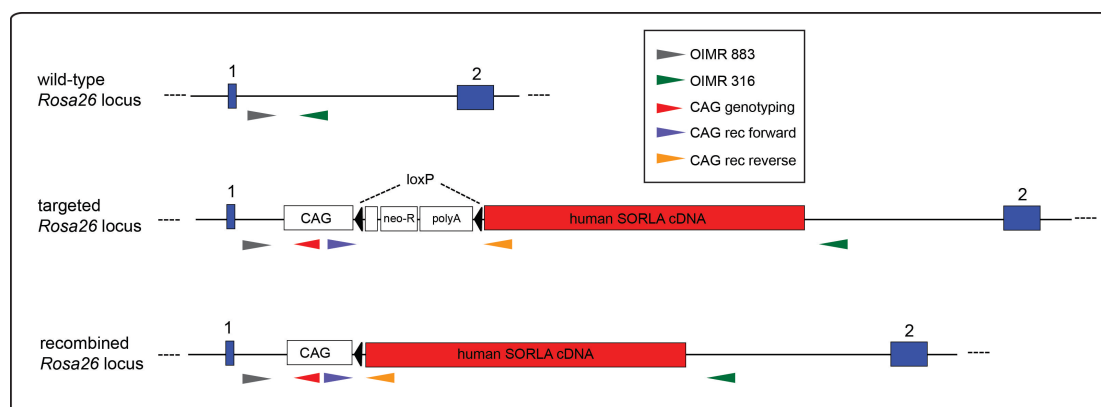 1
2
wild-type
Rosa26 locus
OIMR 883
OIMR 316
CAG genotyping
CAG rec forward
CAG rec reverse
loxP
1
2
targeted
Rosa26 locus
CAG
neo-R
polyA
human SORLA cDNA
1
2
recombined
Rosa26 locus
CAG
human SORLA cDNA